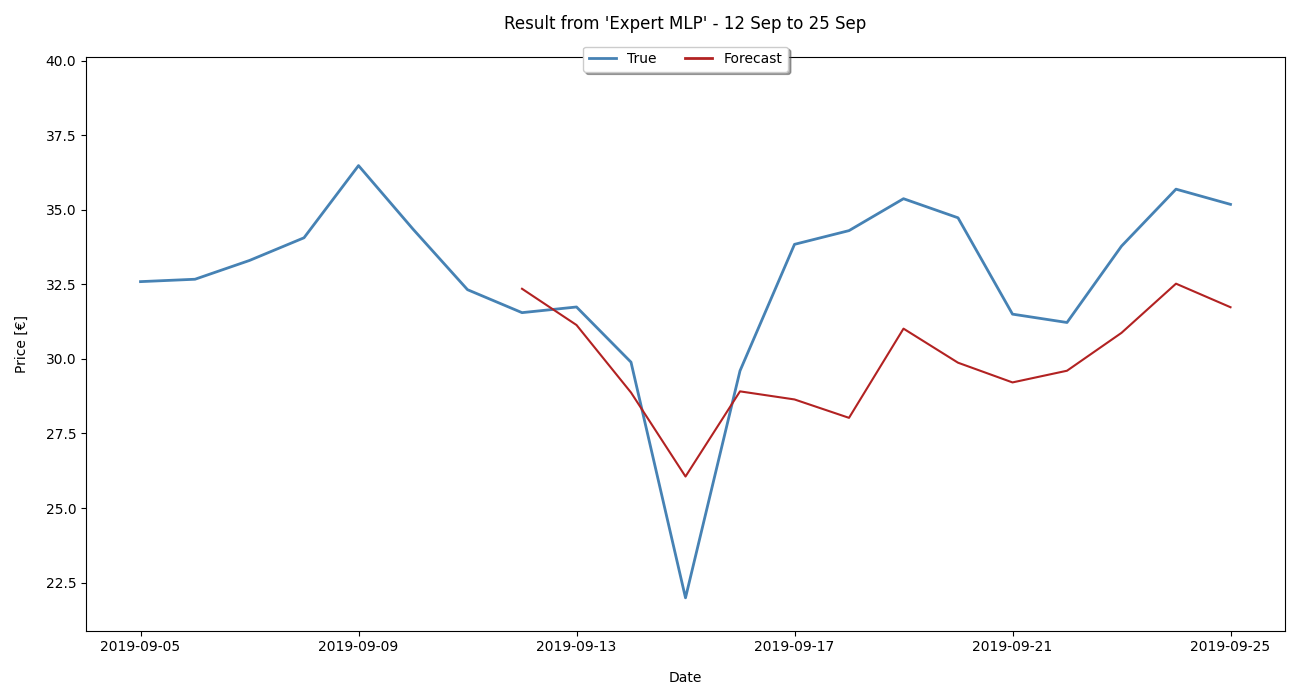 Result from 'Expert MLP' - 12 Sep to 25 Sep
True
Forecast
40.0
37.5
35.0
32.5
30.0
27.5
25.0
22.5
Price [€]
2019-09-05
2019-09-09
2019-09-13
2019-09-17
2019-09-21
2019-09-25
Date